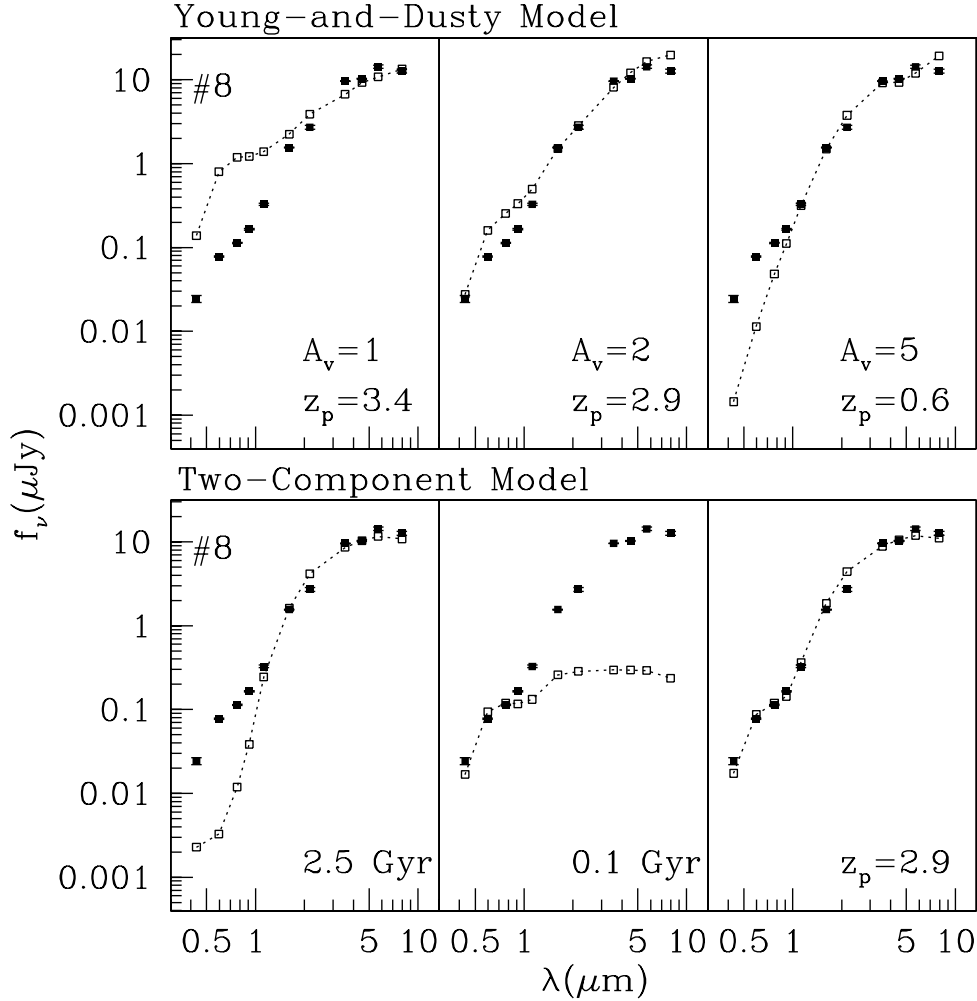 Young-and-Dusty Model
#8
10
1
0.1
0.01
0.001
A_v=1
z_p=3.4
A_v=2
z_p=2.9
A_v=5
z_p=0.6
f_ν(μJy)
Two-Component Model
#8
10
1
0.1
0.01
0.001
2.5 Gyr
0.1 Gyr
z_p=2.9
0.5 1 5 10 0.5 1 5 10 0.5 1 5 10
λ(μm)